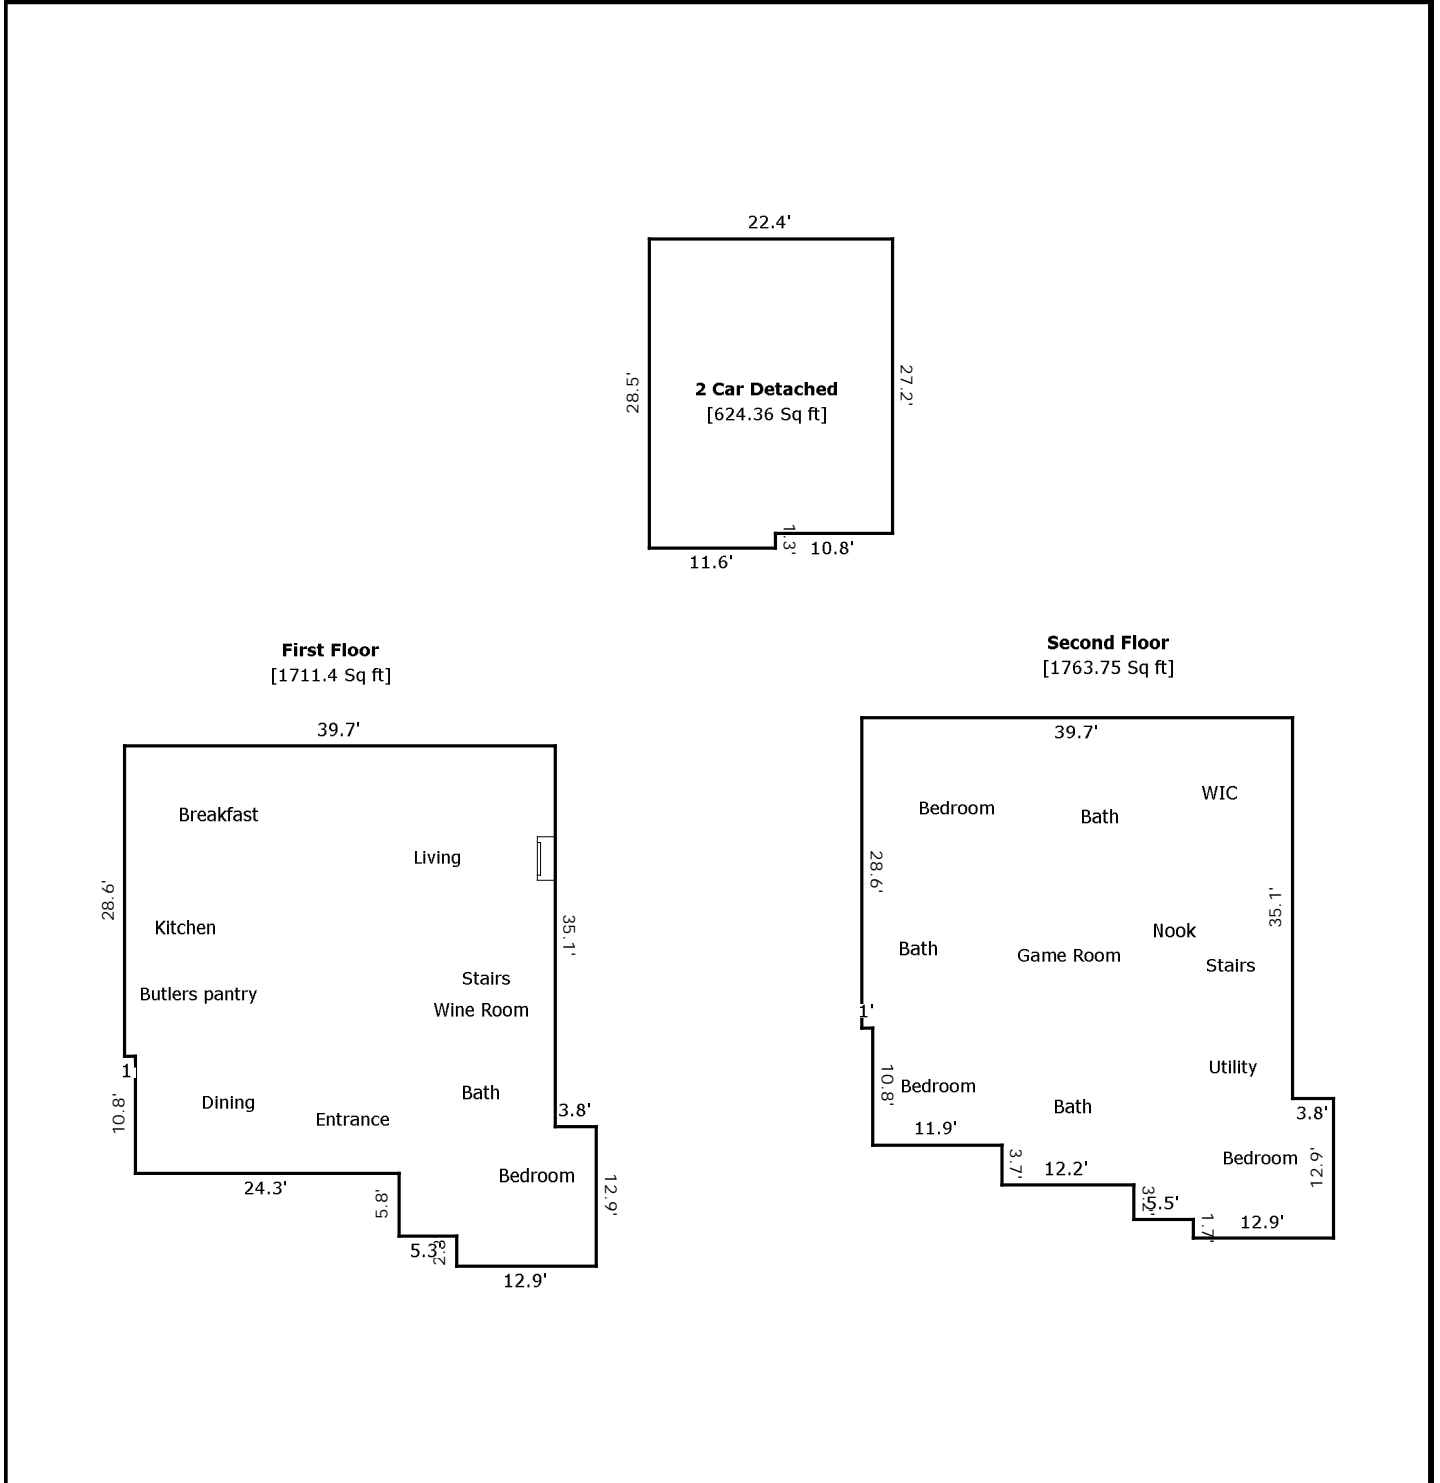 22.4'
28.5'
27.2'
2 Car Detached
[624.36 Sq ft]
1.3'
10.8'
11.6'
First Floor
[1711.4 Sq ft]
39.7'
Breakfast
Living
28.6'
Kitchen
35.1'
Stairs
Butlers pantry
Wine Room
1'
Bath
Dining
10.8'
3.8'
Entrance
Bedroom
24.3'
5.8'
12.9'
5.3'
2.8'
12.9'
Second Floor
[1763.75 Sq ft]
39.7'
WIC
Bedroom
Bath
28.6'
35.1'
Nook
Bath
Game Room
Stairs
1'
Utility
10.8'
Bedroom
Bath
3.8'
11.9'
3.7'
Bedroom
12.9'
12.2'
3.2'
5.5'
1.7'
12.9'